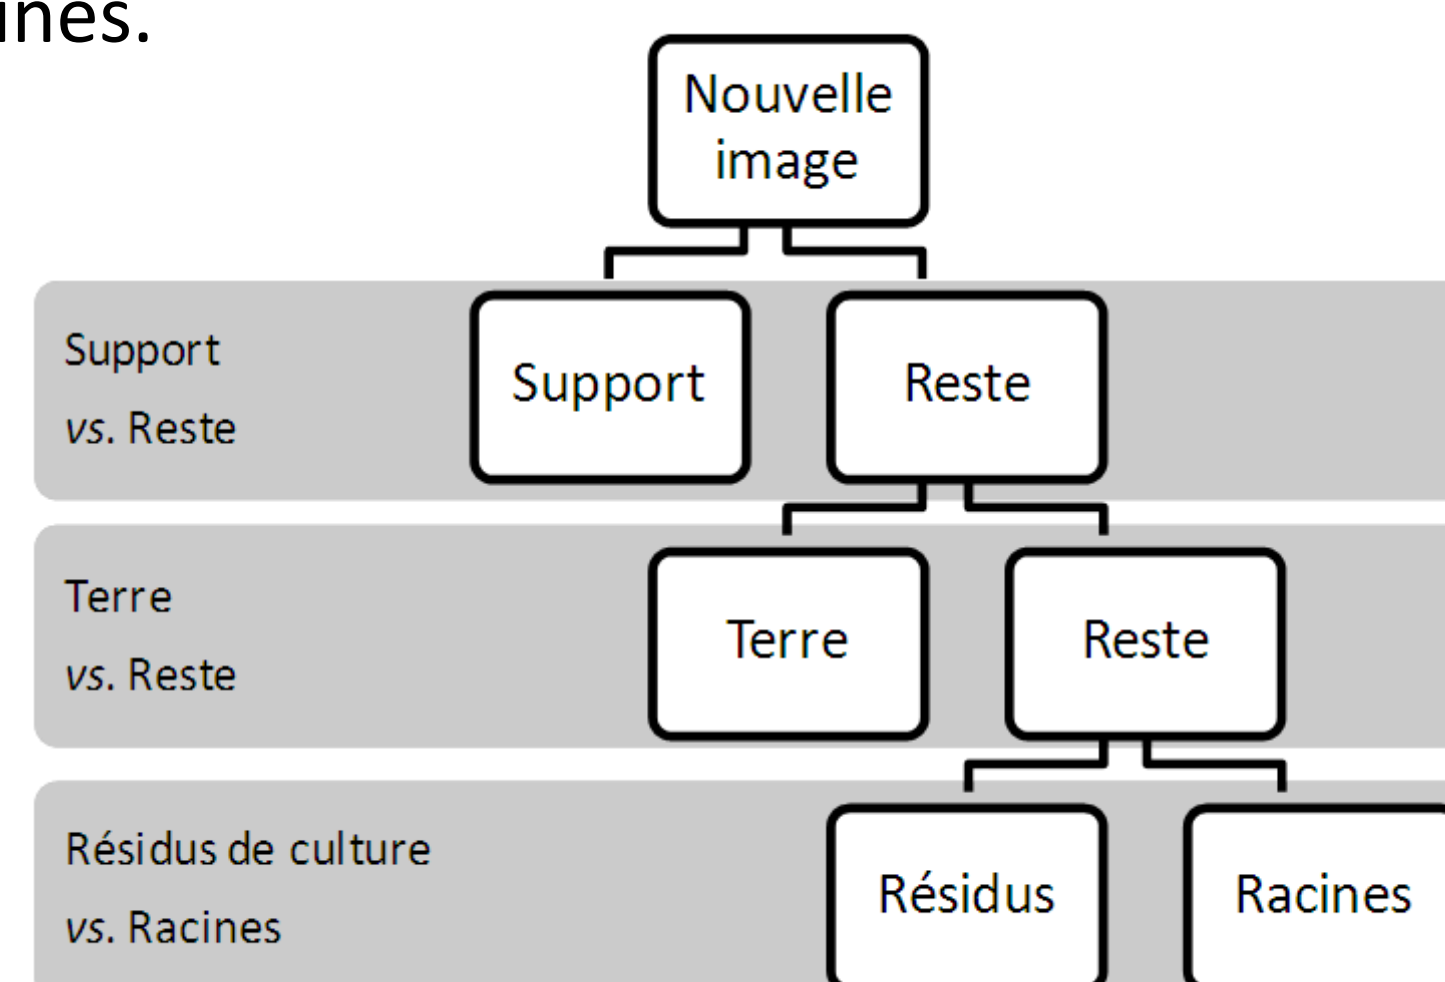 ines.
Nouvelle
image
Support
vs. Reste
Support
Reste
Terre
vs. Reste
Terre
Reste
Résidus de culture
vs. Racines
Résidus
Racines